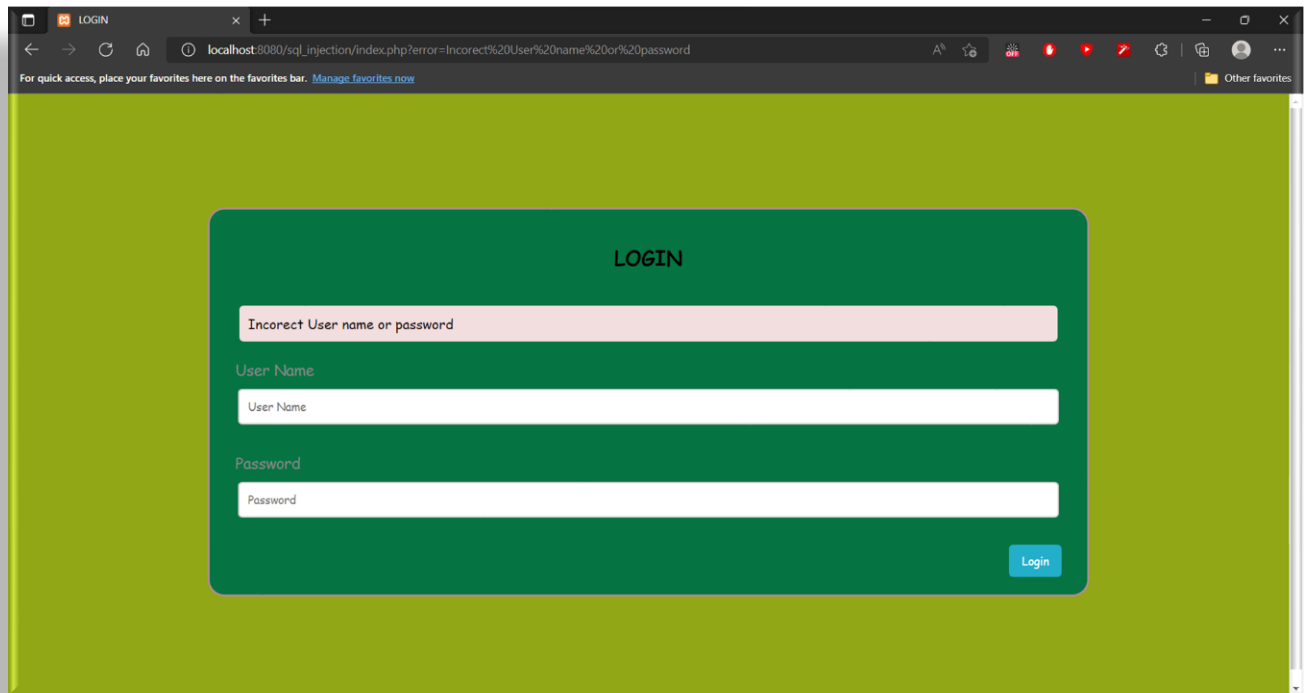 LOGIN
localhost:8080/sql_injection/index.php?error=Incorect%20User%20name%20or%20password
OFF
For quick access, place your favorites here on the favorites bar. Manage favorites now
Other favorites
LOGIN
Incorect User name or password
User Name
User Name
Password
Password
Login